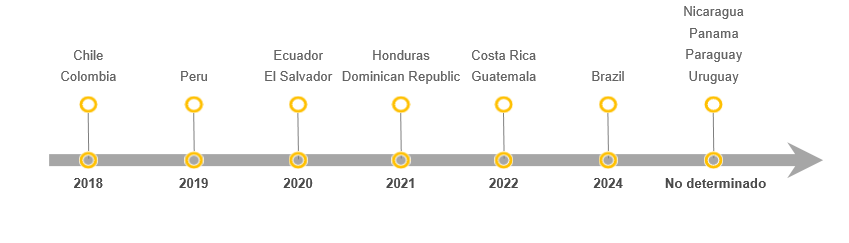 Chile
Colombia
2018
Peru
2019
Ecuador
El Salvador
2020
Honduras
Dominican Republic
2021
Costa Rica
Guatemala
2022
Brazil
2024
Nicaragua
Panama
Paraguay
Uruguay
No determinado